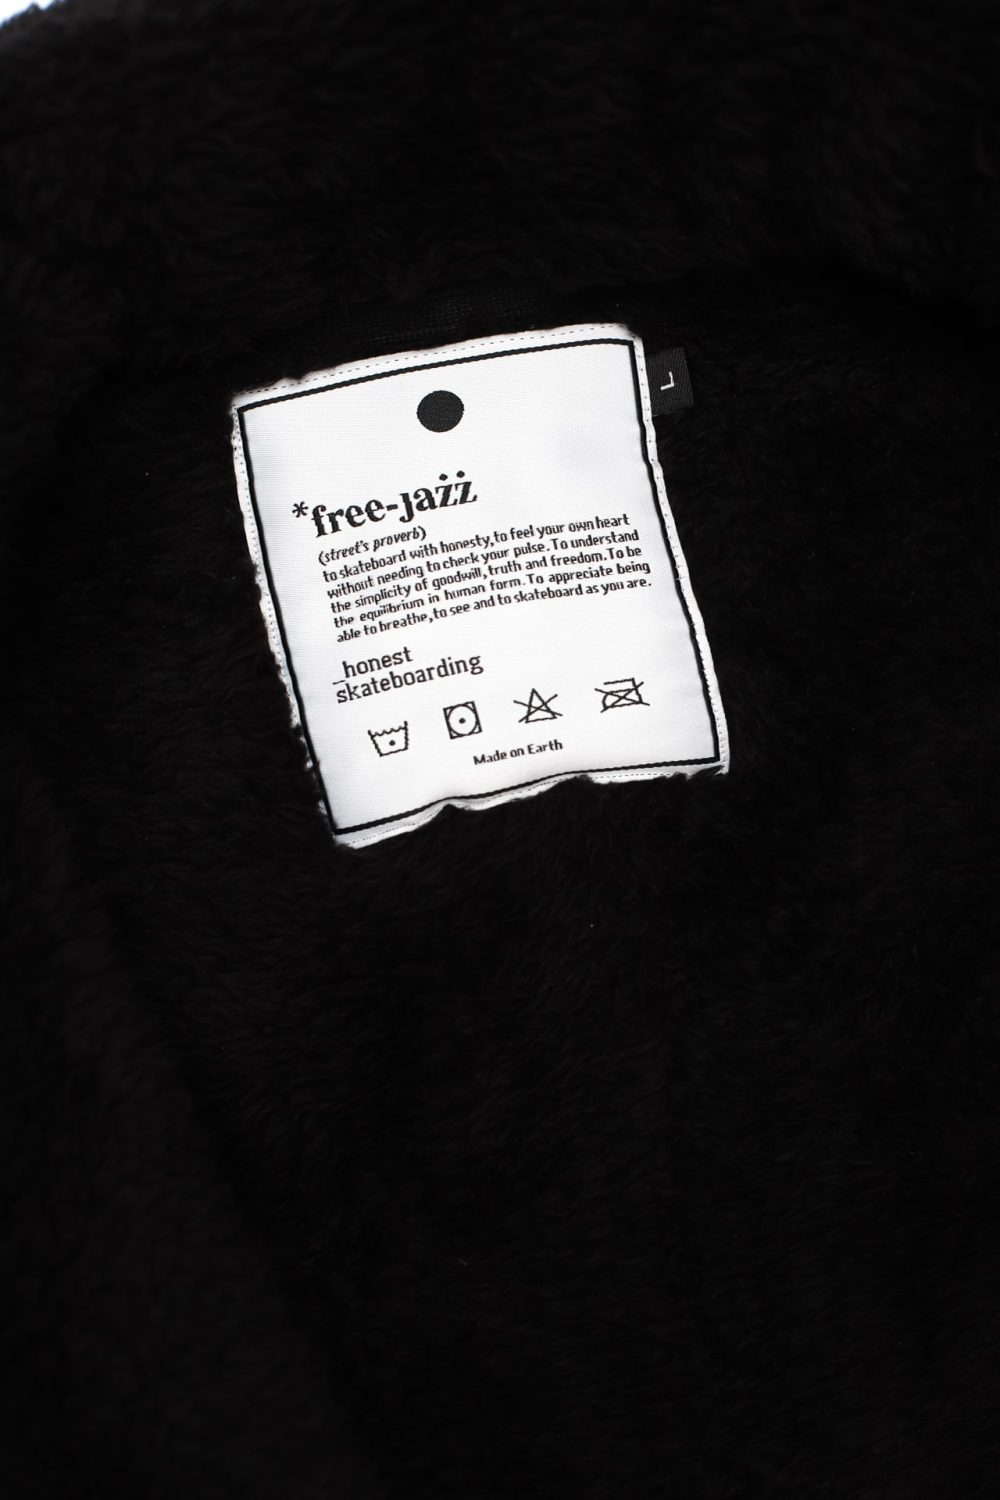 L
*free-jażż
(street's proverb)
to skateboard with honesty, to feel your own heart
without needing to check your pulse. To understand
the simplicity of goodwill, truth and freedom. To be
the equilibrium in human form. To appreciate being
able to breathe, to see and to skateboard as you are.
_honest
skateboarding
Made on Earth